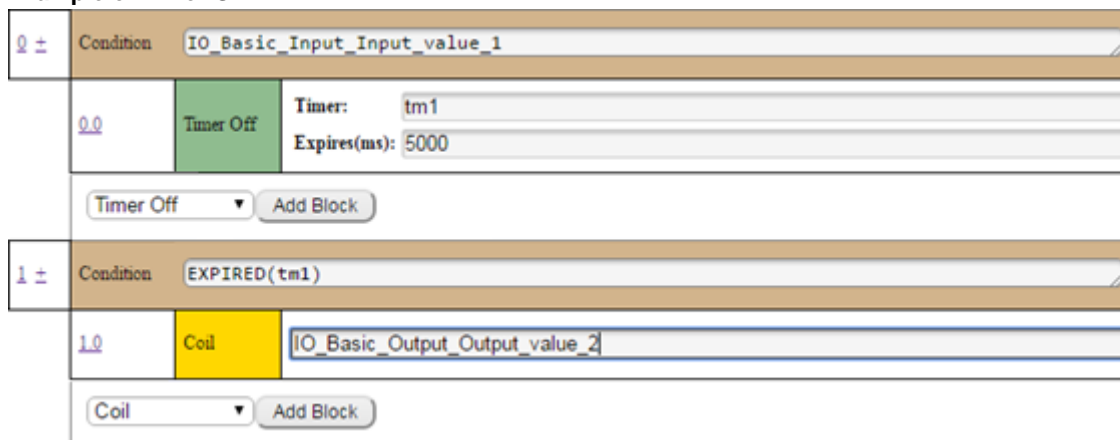 0 ± Condition IO_Basic_Input_Input_value_1
0.0 Timer Off Timer: tm1
Expires(ms): 5000
Timer Off Add Block
1 ± Condition EXPIRED(tm1)
1.0 Coil IO_Basic_Output_Output_value_2
Coil Add Block